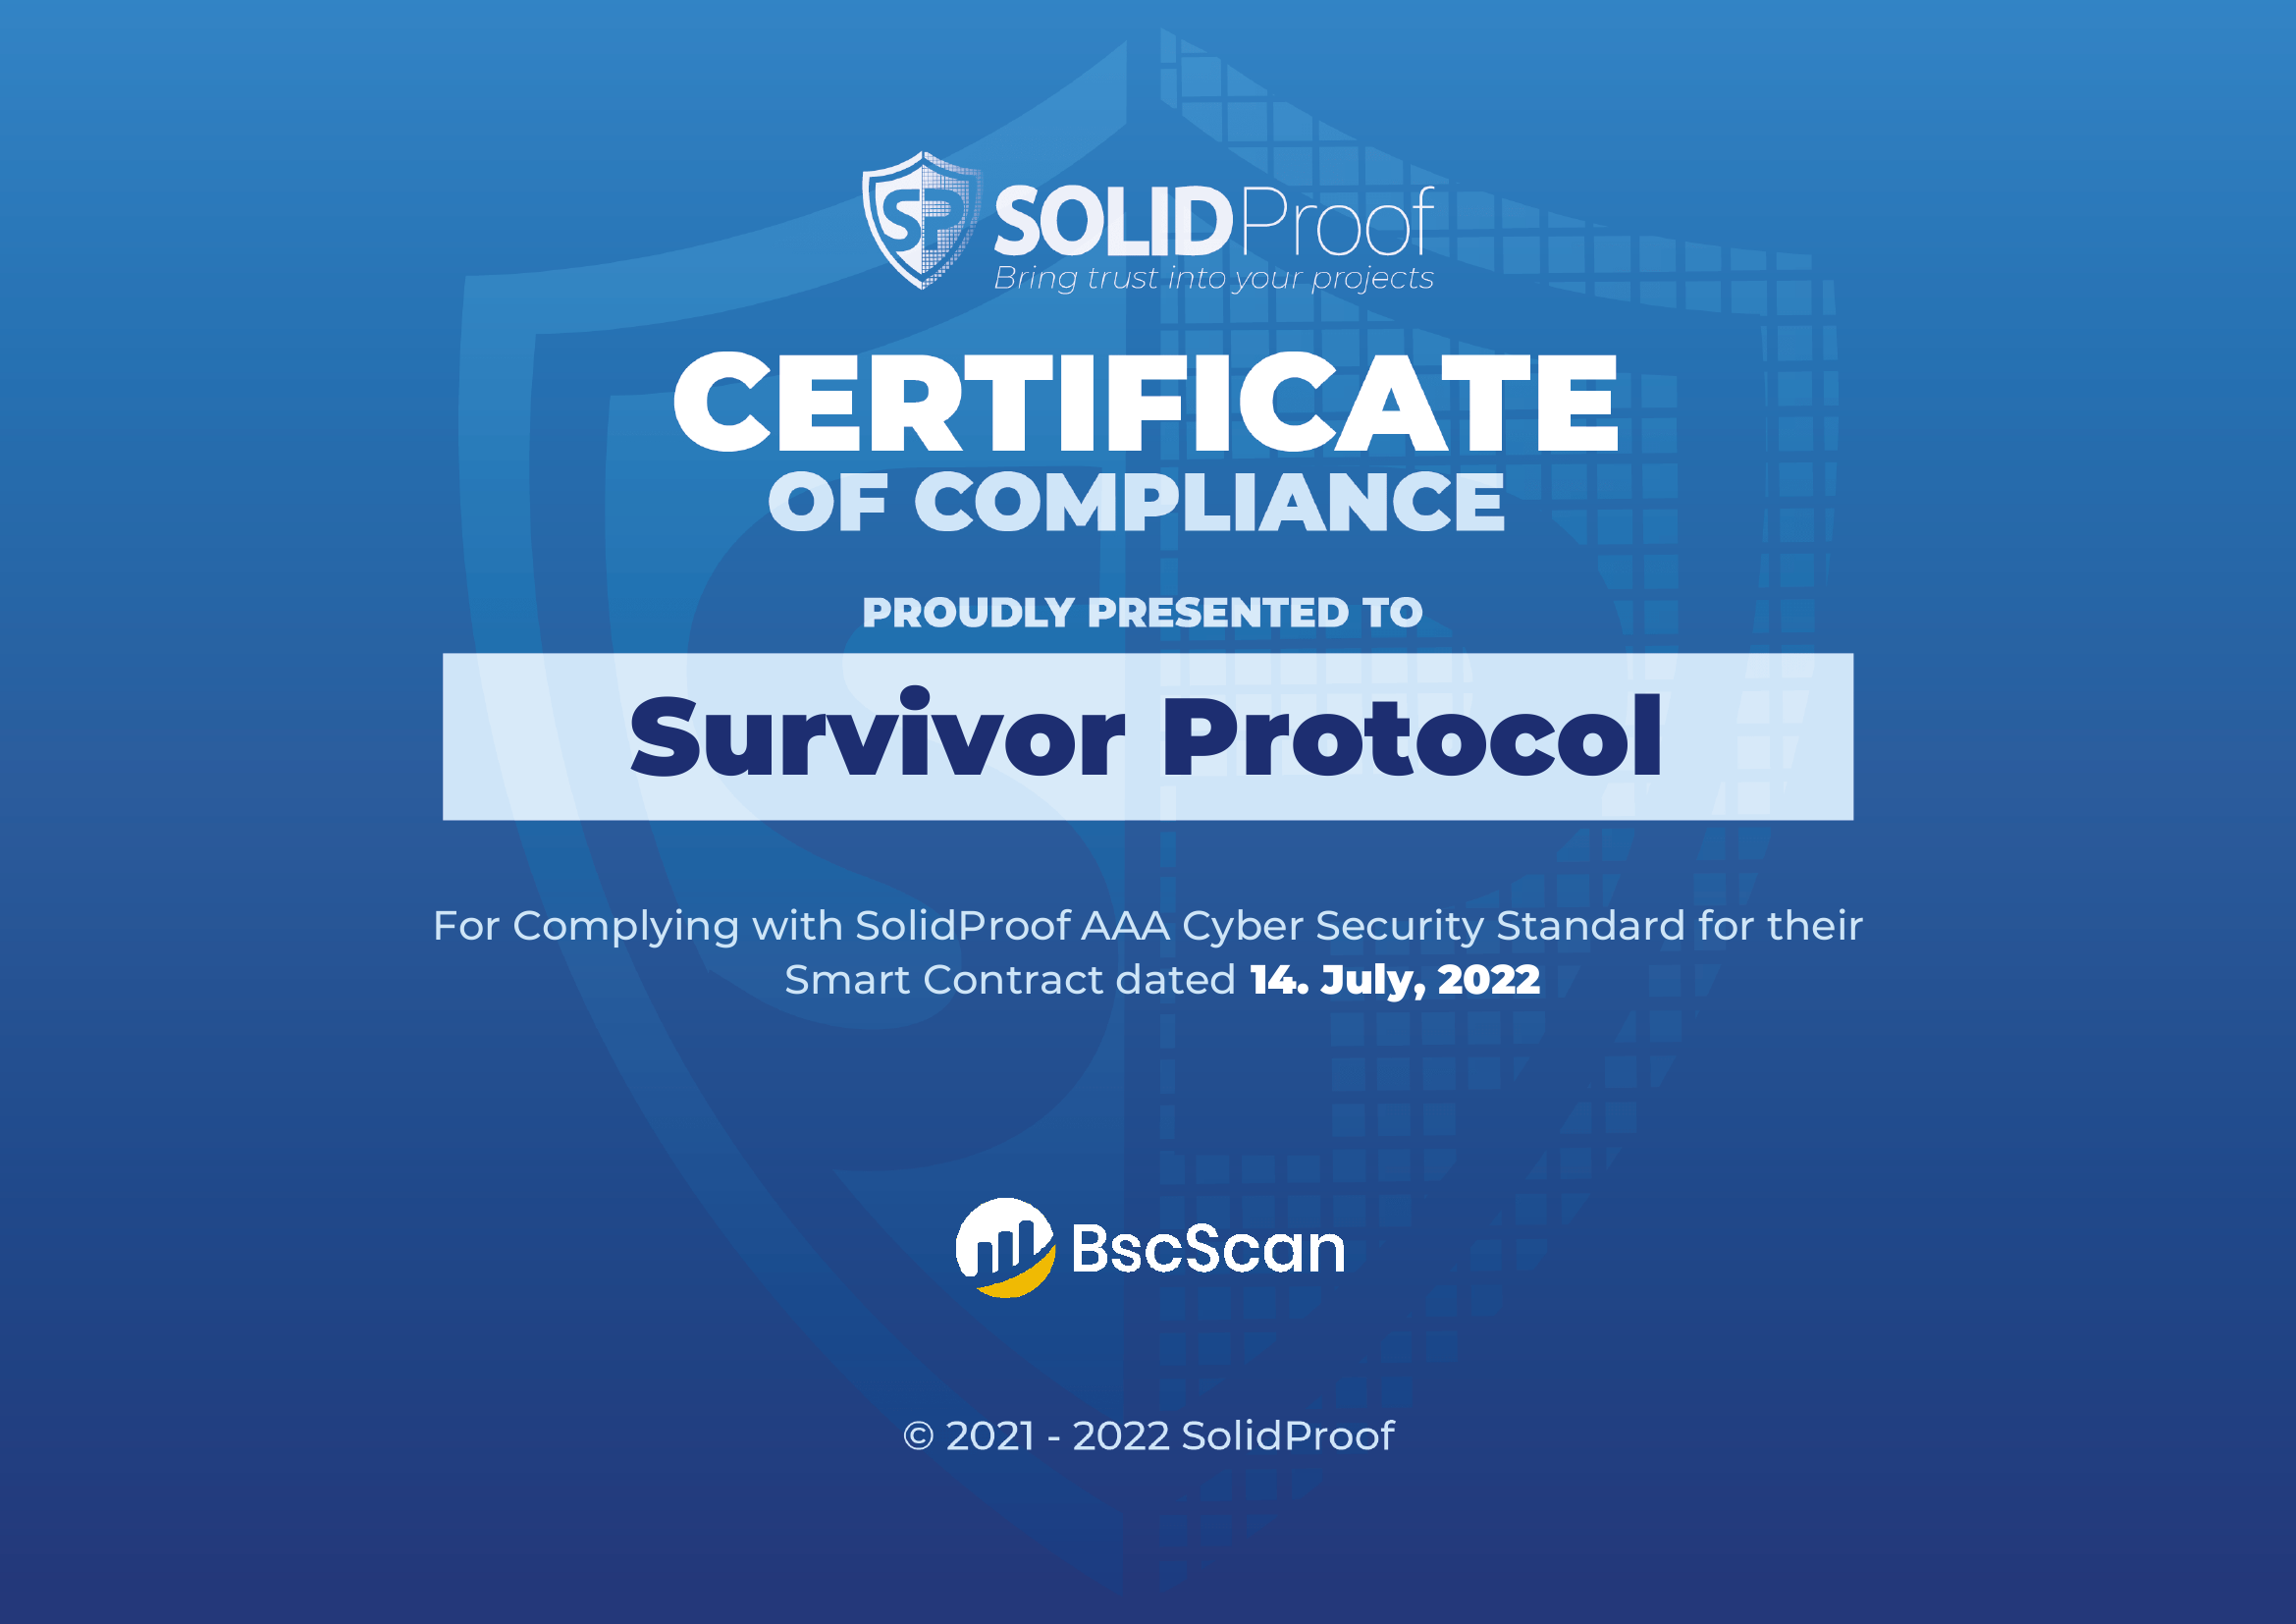 SP SOLIDProof
Bring trust into your projects
CERTIFICATE
OF COMPLIANCE
PROUDLY PRESENTED TO
Survivor Protocol
For Complying with SolidProof AAA Cyber Security Standard for their
Smart Contract dated 14. July, 2022
BscScan
© 2021 - 2022 SolidProof